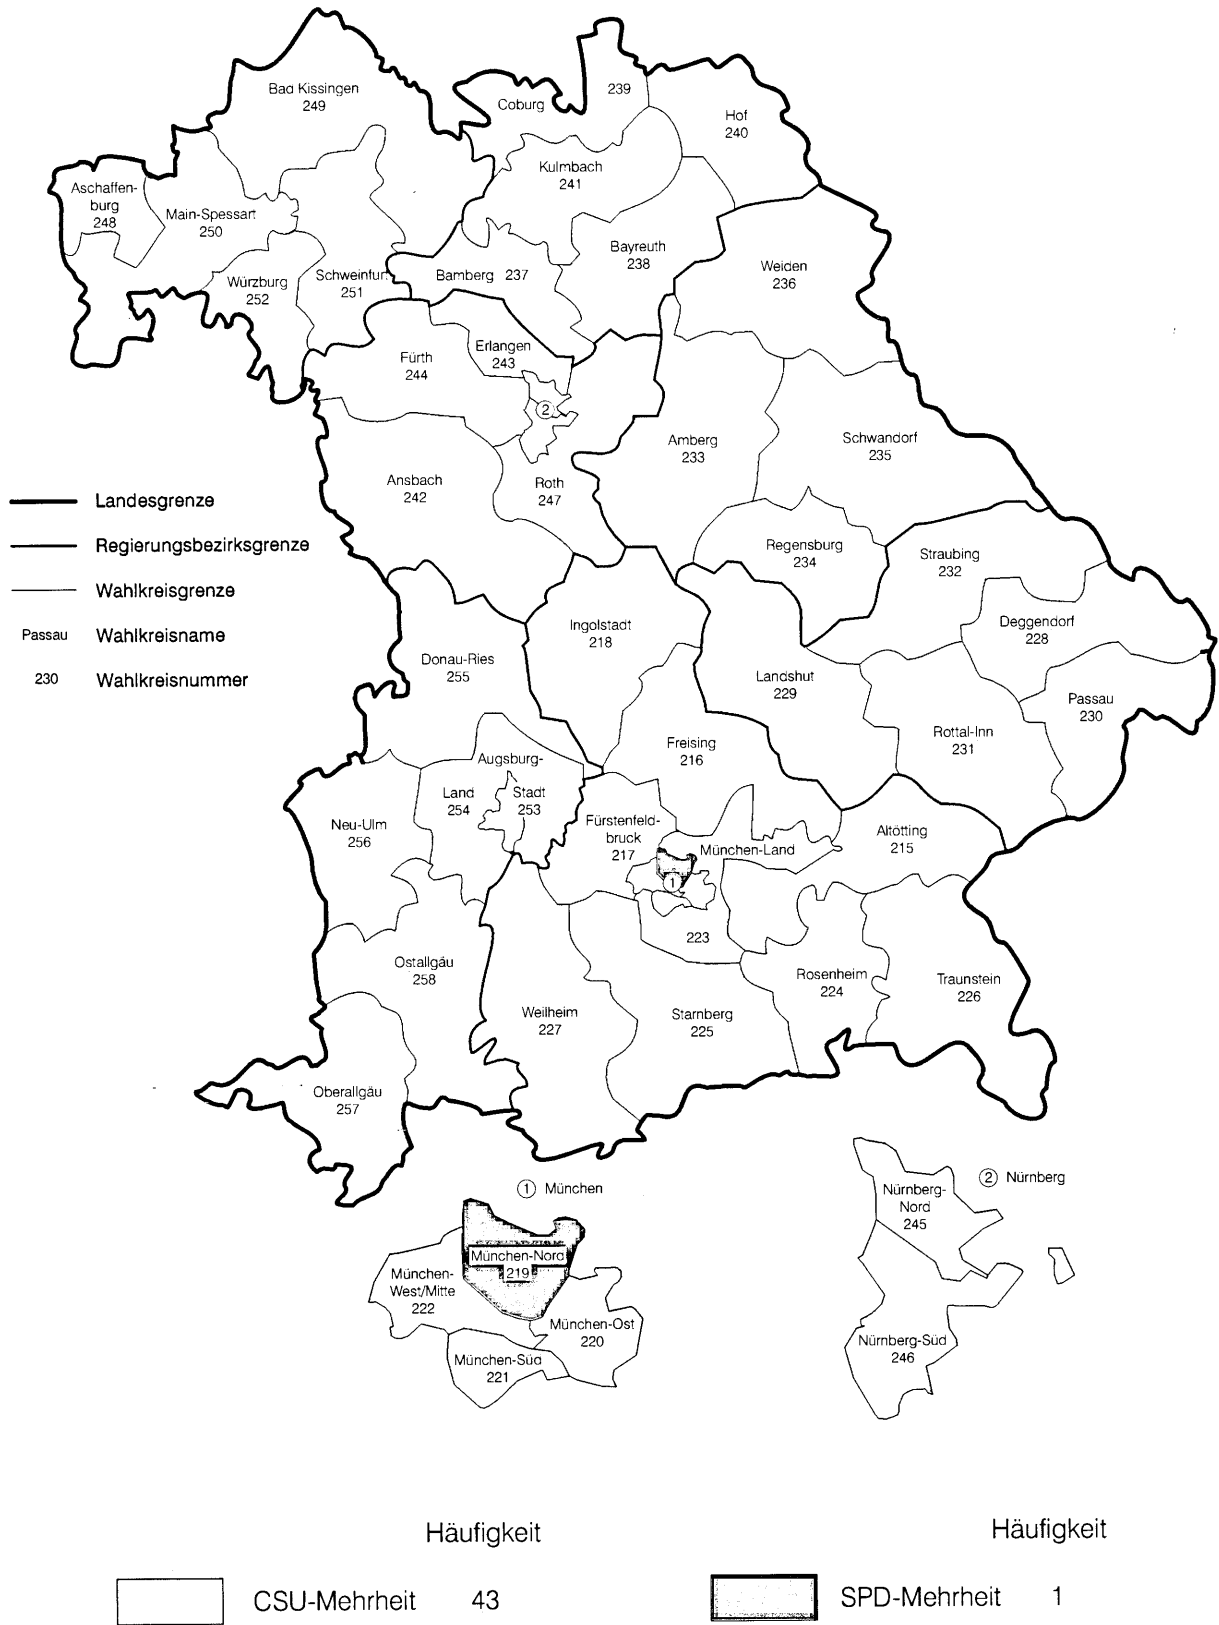 Bad Kissingen
249
Coburg
239
Hof
240
Kulmbach
241
Aschaffen-
burg
248
Main-Spessart
250
Bayreuth
238
Weiden
236
Würzburg
252
Schweinfurt
251
Bamberg 237
Erlangen
243
Fürth
244
2
Amberg
233
Schwandorf
235
Ansbach
242
Roth
247
Landesgrenze
Regierungsbezirksgrenze
Wahlkreisgrenze
Passau Wahlkreisname
230 Wahlkreisnummer
Regensburg
234
Straubing
232
Deggendorf
228
Ingolstadt
218
Donau-Ries
255
Landshut
229
Passau
230
Rottal-Inn
231
Freising
216
Augsburg-
Land
254
Stadt
253
Neu-Ulm
256
Fürstenfeld-
bruck
217
München-Land
223
Altötting
215
1
Ostallgäu
258
Weilheim
227
Starnberg
225
Rosenheim
224
Traunstein
226
Oberallgäu
257
1 München
München-Nord
219
München-
West/Mitte
222
München-Ost
220
München-Süd
221
2 Nürnberg
Nürnberg-
Nord
245
Nürnberg-Süd
246
Häufigkeit
CSU-Mehrheit 43
Häufigkeit
SPD-Mehrheit 1